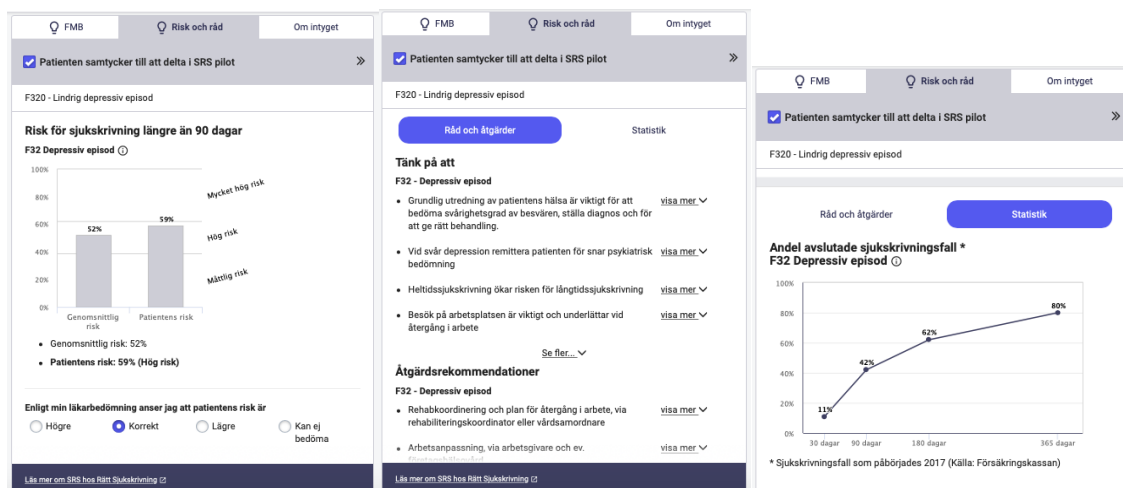 FMB
Risk och råd
Om intyget
Patienten samtycker till att delta i SRS pilot
F320 - Lindrig depressiv episod
Risk för sjukskrivning längre än 90 dagar
F32 Depressiv episod
100%
80%
60%
40%
20%
0%
Mycket hög risk
Hög risk
Måttlig risk
52%
59%
Genomsnittlig
risk
Patientens risk
• Genomsnittlig risk: 52%
• Patientens risk: 59% (Hög risk)
Enligt min läkarbedömning anser jag att patientens risk är
Högre
Korrekt
Lägre
Kan ej
bedöma
Läs mer om SRS hos Rätt Sjukskrivning
FMB
Risk och råd
Om intyget
Patienten samtycker till att delta i SRS pilot
F320 - Lindrig depressiv episod
Råd och åtgärder
Statistik
Tänk på att
F32 - Depressiv episod
• Grundlig utredning av patientens hälsa är viktigt för att visa mer
bedöma svårighetsgrad av besvären, ställa diagnos och för
att ge rätt behandling.
• Vid svår depression remittera patienten för snar psykiatrisk visa mer
bedömning
• Heltidssjukskrivning ökar risken för långtidssjukskrivning visa mer
• Besök på arbetsplatsen är viktigt och underlättar vid visa mer
återgång i arbete
Se fler...
Åtgärdsrekommendationer
F32 - Depressiv episod
• Rehabkoordinering och plan för återgång i arbete, via visa mer
rehabiliteringskoordinator eller vårdsamordnare
• Arbetsanpassning, via arbetsgivare och ev. visa mer
företagshälsovård
Läs mer om SRS hos Rätt Sjukskrivning
FMB
Risk och råd
Om intyget
Patienten samtycker till att delta i SRS pilot
F320 - Lindrig depressiv episod
Råd och åtgärder
Statistik
Andel avslutade sjukskrivningsfall *
F32 Depressiv episod
100%
80%
60%
40%
20%
0%
11%
42%
62%
80%
30 dagar
90 dagar
180 dagar
365 dagar
* Sjukskrivningsfall som påbörjades 2017 (Källa: Försäkringskassan)